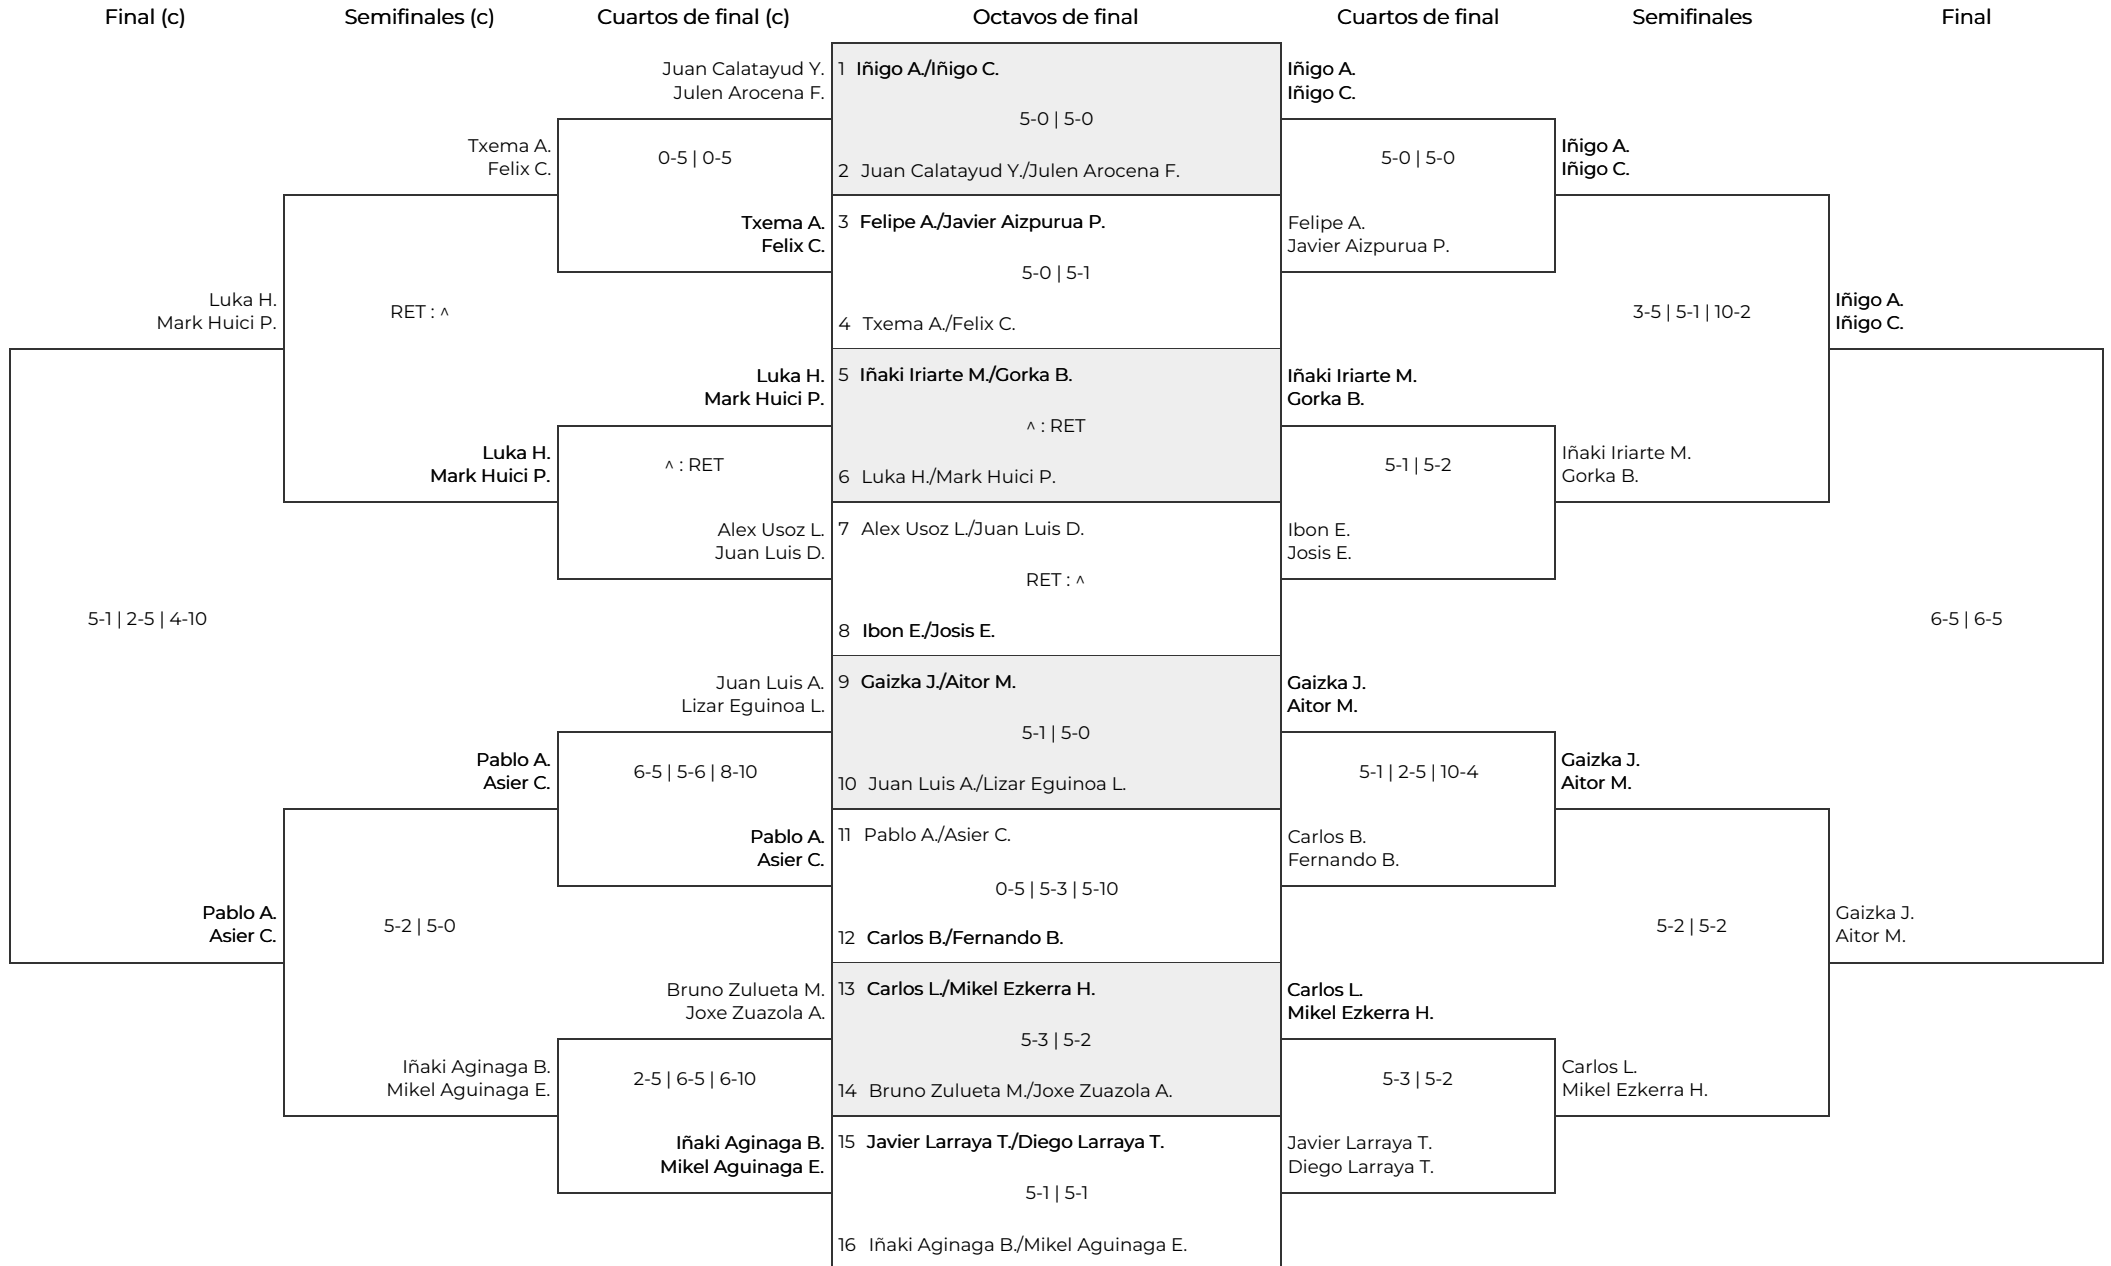 Final (c)
Semifinales (c)
Cuartos de final (c)
Octavos de final
Cuartos de final
Semifinales
Final
Luka H.
Mark Huici P.
5-1 | 2-5 | 4-10
Pablo A.
Asier C.
Txema A.
Felix C.
RET : ^
Luka H.
Mark Huici P.
Pablo A.
Asier C.
5-2 | 5-0
Iñaki Aginaga B.
Mikel Aguinaga E.
Juan Calatayud Y.
Julen Arocena F.
0-5 | 0-5
Txema A.
Felix C.
Luka H.
Mark Huici P.
^ : RET
Alex Usoz L.
Juan Luis D.
Juan Luis A.
Lizar Eguinoa L.
6-5 | 5-6 | 8-10
Pablo A.
Asier C.
Bruno Zulueta M.
Joxe Zuazola A.
2-5 | 6-5 | 6-10
Iñaki Aginaga B.
Mikel Aguinaga E.
1 Iñigo A./Iñigo C.
5-0 | 5-0
2 Juan Calatayud Y./Julen Arocena F.
3 Felipe A./Javier Aizpurua P.
5-0 | 5-1
4 Txema A./Felix C.
5 Iñaki Iriarte M./Gorka B.
^ : RET
6 Luka H./Mark Huici P.
7 Alex Usoz L./Juan Luis D.
RET : ^
8 Ibon E./Josis E.
9 Gaizka J./Aitor M.
5-1 | 5-0
10 Juan Luis A./Lizar Eguinoa L.
11 Pablo A./Asier C.
0-5 | 5-3 | 5-10
12 Carlos B./Fernando B.
13 Carlos L./Mikel Ezkerra H.
5-3 | 5-2
14 Bruno Zulueta M./Joxe Zuazola A.
15 Javier Larraya T./Diego Larraya T.
5-1 | 5-1
16 Iñaki Aginaga B./Mikel Aguinaga E.
Iñigo A.
Iñigo C.
5-0 | 5-0
Felipe A.
Javier Aizpurua P.
Iñaki Iriarte M.
Gorka B.
5-1 | 5-2
Ibon E.
Josis E.
Gaizka J.
Aitor M.
5-1 | 2-5 | 10-4
Carlos B.
Fernando B.
Carlos L.
Mikel Ezkerra H.
5-3 | 5-2
Javier Larraya T.
Diego Larraya T.
Iñigo A.
Iñigo C.
3-5 | 5-1 | 10-2
Iñaki Iriarte M.
Gorka B.
Gaizka J.
Aitor M.
5-2 | 5-2
Carlos L.
Mikel Ezkerra H.
Iñigo A.
Iñigo C.
6-5 | 6-5
Gaizka J.
Aitor M.